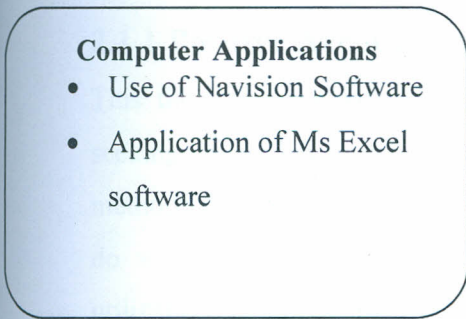 Computer Applications
• Use of Navision Software
• Application of Ms Excel
software